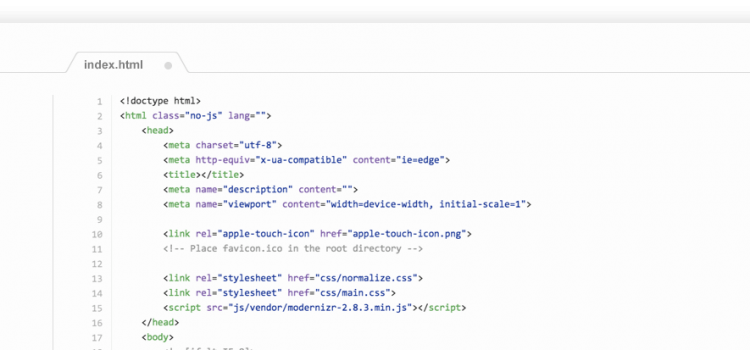 index.html
1 <!doctype html>
2 <html class="no-js" lang="">
3 <head>
4 <meta charset="utf-8">
5 <meta http-equiv="x-ua-compatible" content="ie=edge">
6 <title></title>
7 <meta name="description" content="">
8 <meta name="viewport" content="width=device-width, initial-scale=1">
9
10 <link rel="apple-touch-icon" href="apple-touch-icon.png">
11 <!-- Place favicon.ico in the root directory -->
12
13 <link rel="stylesheet" href="css/normalize.css">
14 <link rel="stylesheet" href="css/main.css">
15 <script src="js/vendor/modernizr-2.8.3.min.js"></script>
16 </head>
17 <body>